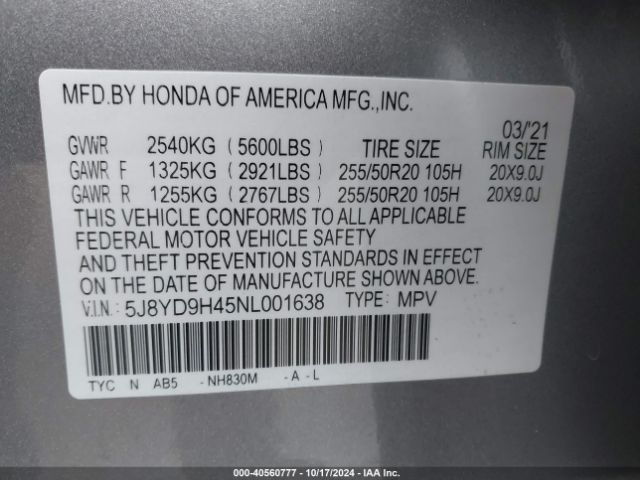 MFD.BY HONDA OF AMERICA MFG.,INC.
03/'21
GVWR 2540KG (5600LBS) TIRE SIZE RIM SIZE
GAWR F 1325KG (2921LBS) 255/50R20 105H 20X9.0J
GAWR R 1255KG (2767LBS) 255/50R20 105H 20X9.0J
THIS VEHICLE CONFORMS TO ALL APPLICABLE
FEDERAL MOTOR VEHICLE SAFETY
AND THEFT PREVENTION STANDARDS IN EFFECT
ON THE DATE OF MANUFACTURE SHOWN ABOVE.
V.I.N.: 5J8YD9H45NL001638 TYPE: MPV
TYC N AB5 -NH830M -A -L
000-40560777 - 10/17/2024 - IAA Inc.